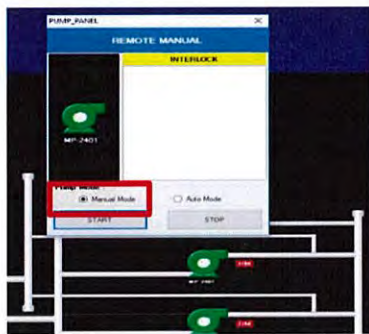 PUMP_PANEL
REMOTE MANUAL
INTERLOCK
MP-2401
Pump Mode
Manual Mode
Auto Mode
START
STOP